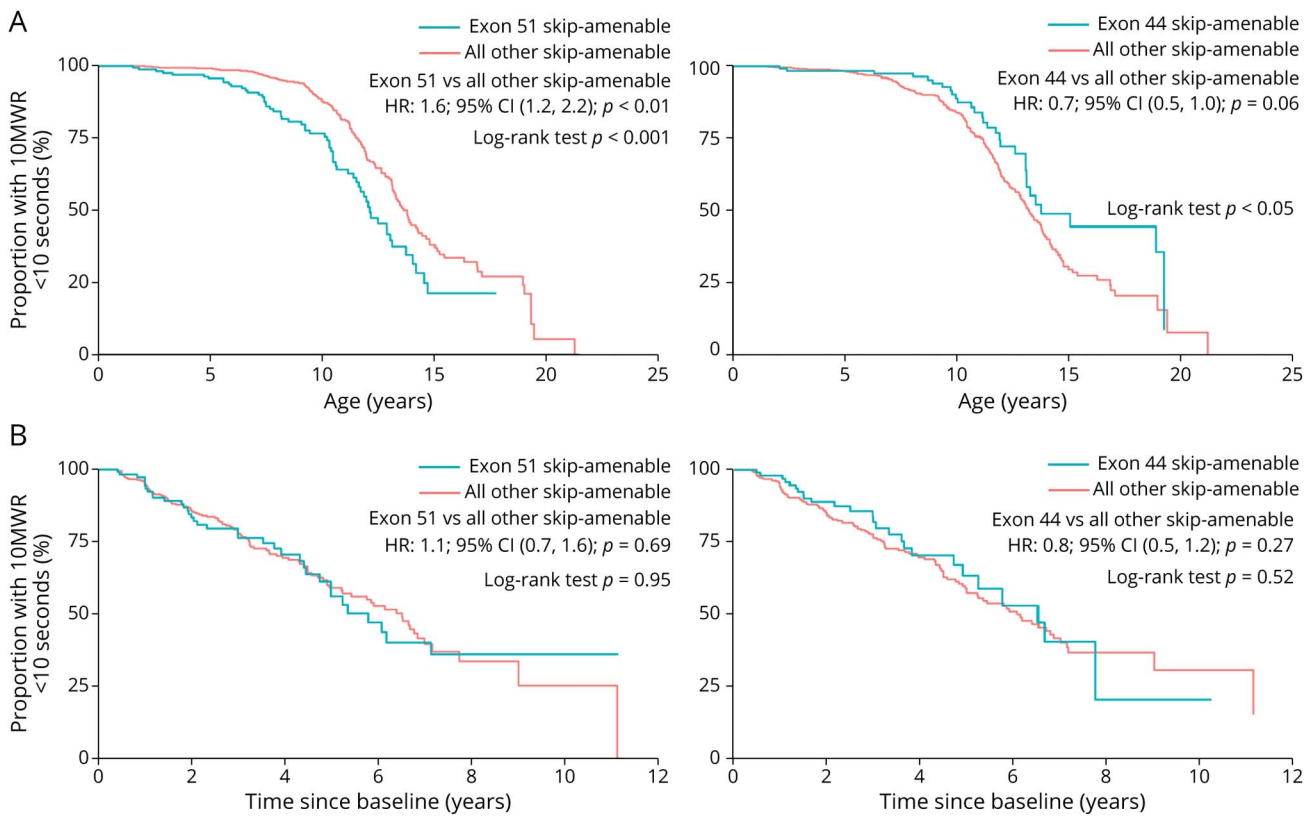 A
Exon 51 skip-amenable
All other skip-amenable
Exon 51 vs all other skip-amenable
HR: 1.6; 95% CI (1.2, 2.2); p < 0.01
Log-rank test p < 0.001
Proportion with 10MWR
<10 seconds (%)
100
75
50
20
0
0 5 10 15 20 25
Age (years)
Exon 44 skip-amenable
All other skip-amenable
Exon 44 vs all other skip-amenable
HR: 0.7; 95% CI (0.5, 1.0); p = 0.06
Log-rank test p < 0.05
100
75
50
25
0
0 5 10 15 20 25
Age (years)
B
Exon 51 skip-amenable
All other skip-amenable
Exon 51 vs all other skip-amenable
HR: 1.1; 95% CI (0.7, 1.6); p = 0.69
Log-rank test p = 0.95
Proportion with 10MWR
<10 seconds (%)
100
75
50
25
0
0 2 4 6 8 10 12
Time since baseline (years)
Exon 44 skip-amenable
All other skip-amenable
Exon 44 vs all other skip-amenable
HR: 0.8; 95% CI (0.5, 1.2); p = 0.27
Log-rank test p = 0.52
100
75
50
25
0
0 2 4 6 8 10 12
Time since baseline (years)